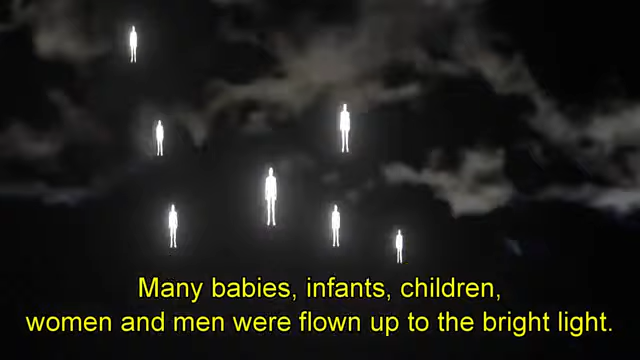 Many babies, infants, children,
women and men were flown up to the bright light.